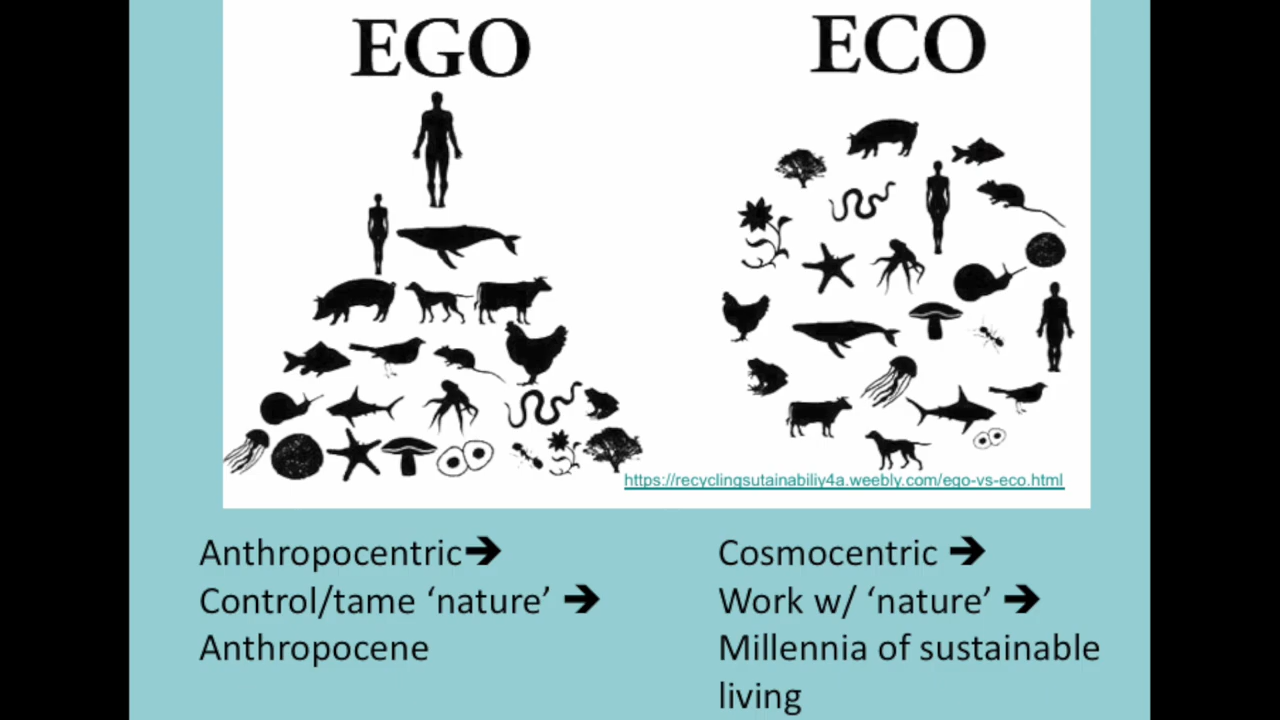 EGO
ECO
https://recyclingsutainabiliy4a.weebly.com/ego-vs-eco.html
Anthropocentric➔
Control/tame ‘nature’ ➔
Anthropocene
Cosmocentric ➔
Work w/ ‘nature’ ➔
Millennia of sustainable
living